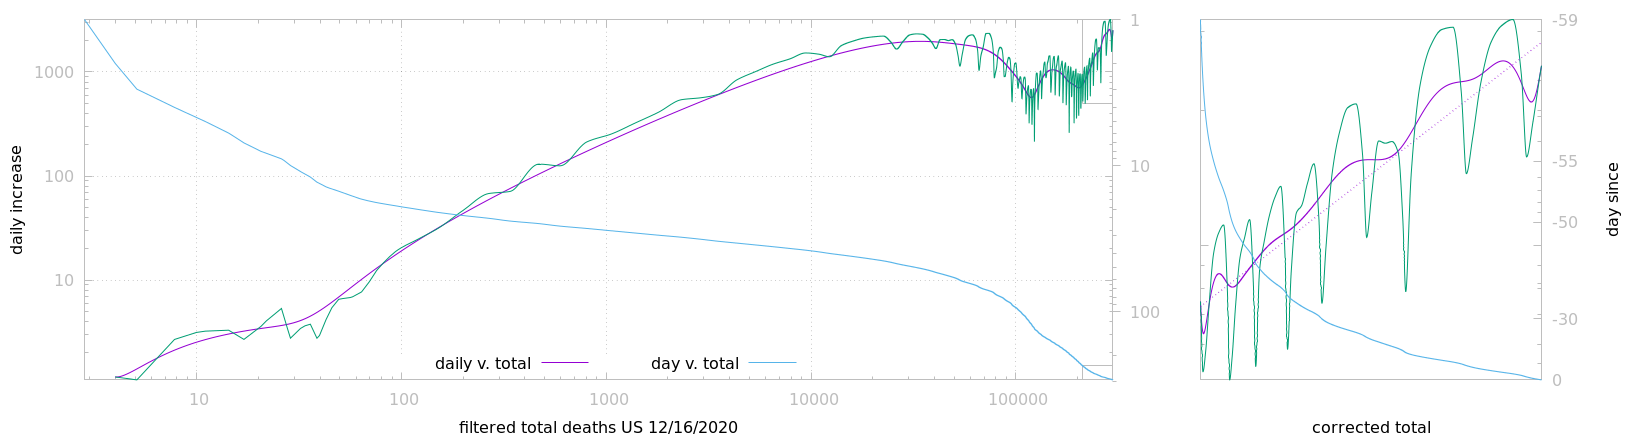 1000
100
10
daily increase
10
100
1000
10000
100000
filtered total deaths US 12/16/2020
daily v. total
day v. total
1
10
100
-59
-55
-50
-30
0
day since
corrected total